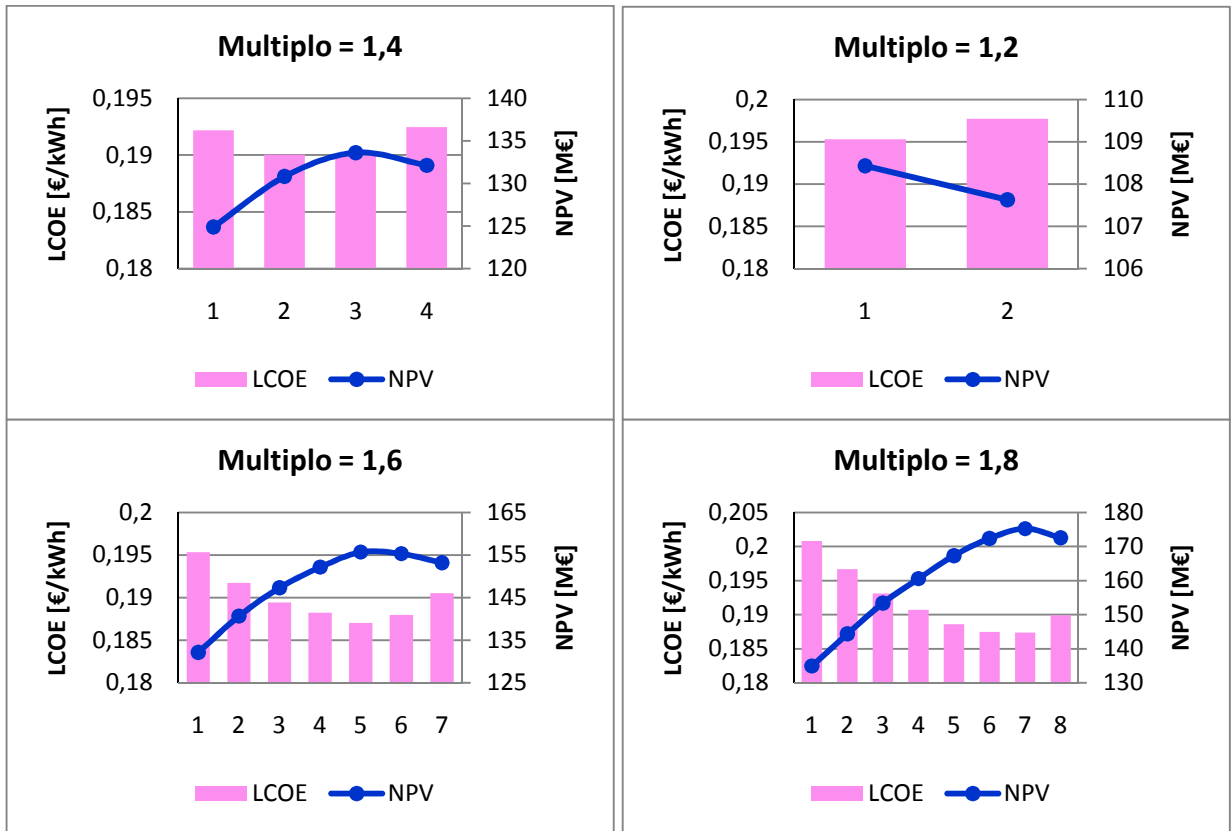 Multiplo = 1,4
LCOE [€/kWh]
0,195
0,19
0,185
0,18
140
135
130
125
120
NPV [M€]
1 2 3 4
LCOE NPV
Multiplo = 1,2
LCOE [€/kWh]
0,2
0,195
0,19
0,185
0,18
110
109
108
107
106
NPV [M€]
1 2
LCOE NPV
Multiplo = 1,6
LCOE [€/kWh]
0,2
0,195
0,19
0,185
0,18
165
155
145
135
125
NPV [M€]
1 2 3 4 5 6 7
LCOE NPV
Multiplo = 1,8
LCOE [€/kWh]
0,205
0,2
0,195
0,19
0,185
0,18
180
170
160
150
140
130
NPV [M€]
1 2 3 4 5 6 7 8
LCOE NPV